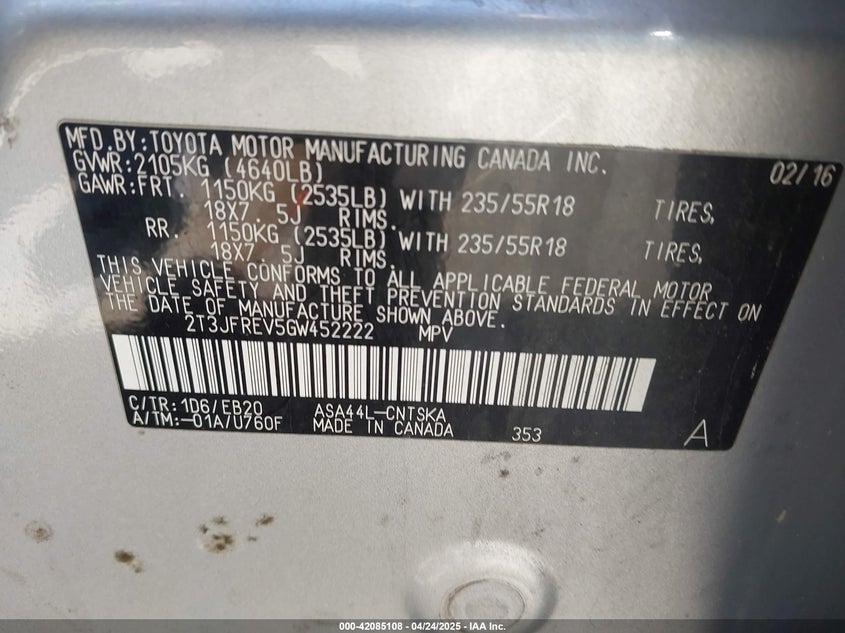 MFD.BY:TOYOTA MOTOR MANUFACTURING CANADA INC. 02/16
GVWR:2105KG (4640LB)
GAWR:FRT. 1150KG (2535LB) WITH 235/55R18 TIRES,
18X7. 5J RIMS.
RR. 1150KG (2535LB) WITH 235/55R18 TIRES,
18X7. 5J RIMS.
THIS VEHICLE CONFORMS TO ALL APPLICABLE FEDERAL MOTOR
VEHICLE SAFETY AND THEFT PREVENTION STANDARDS IN EFFECT ON
THE DATE OF MANUFACTURE SHOWN ABOVE.
2T3JFREV5GW452222 MPV
C/TR:1D6/EB20 ASA44L-CNTSKA
A/TM:-01A/U760F MADE IN CANADA 353 A
000-42085108 - 04/24/2025 - IAA Inc.